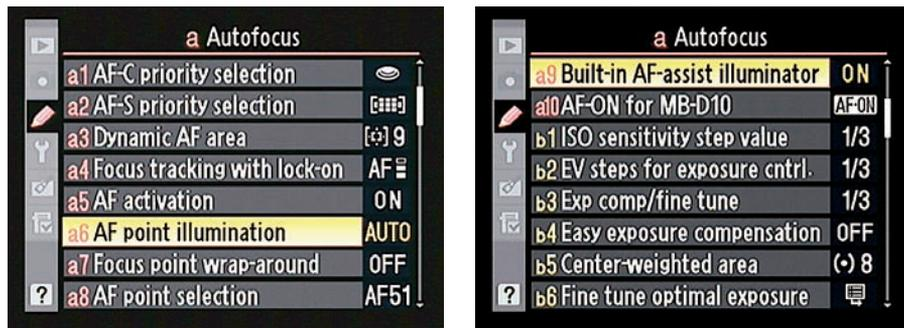 a Autofocus
a1 AF-C priority selection
a2 AF-S priority selection
a3 Dynamic AF area [ ] 9
a4 Focus tracking with lock-on AF
a5 AF activation ON
a6 AF point illumination AUTO
a7 Focus point wrap-around OFF
? a8 AF point selection AF51
a Autofocus
a9 Built-in AF-assist illuminator ON
a10 AF-ON for MB-D10 AF-ON
b1 ISO sensitivity step value 1/3
b2 EV steps for exposure cntrl. 1/3
b3 Exp comp/fine tune 1/3
b4 Easy exposure compensation OFF
b5 Center-weighted area (•) 8
? b6 Fine tune optimal exposure